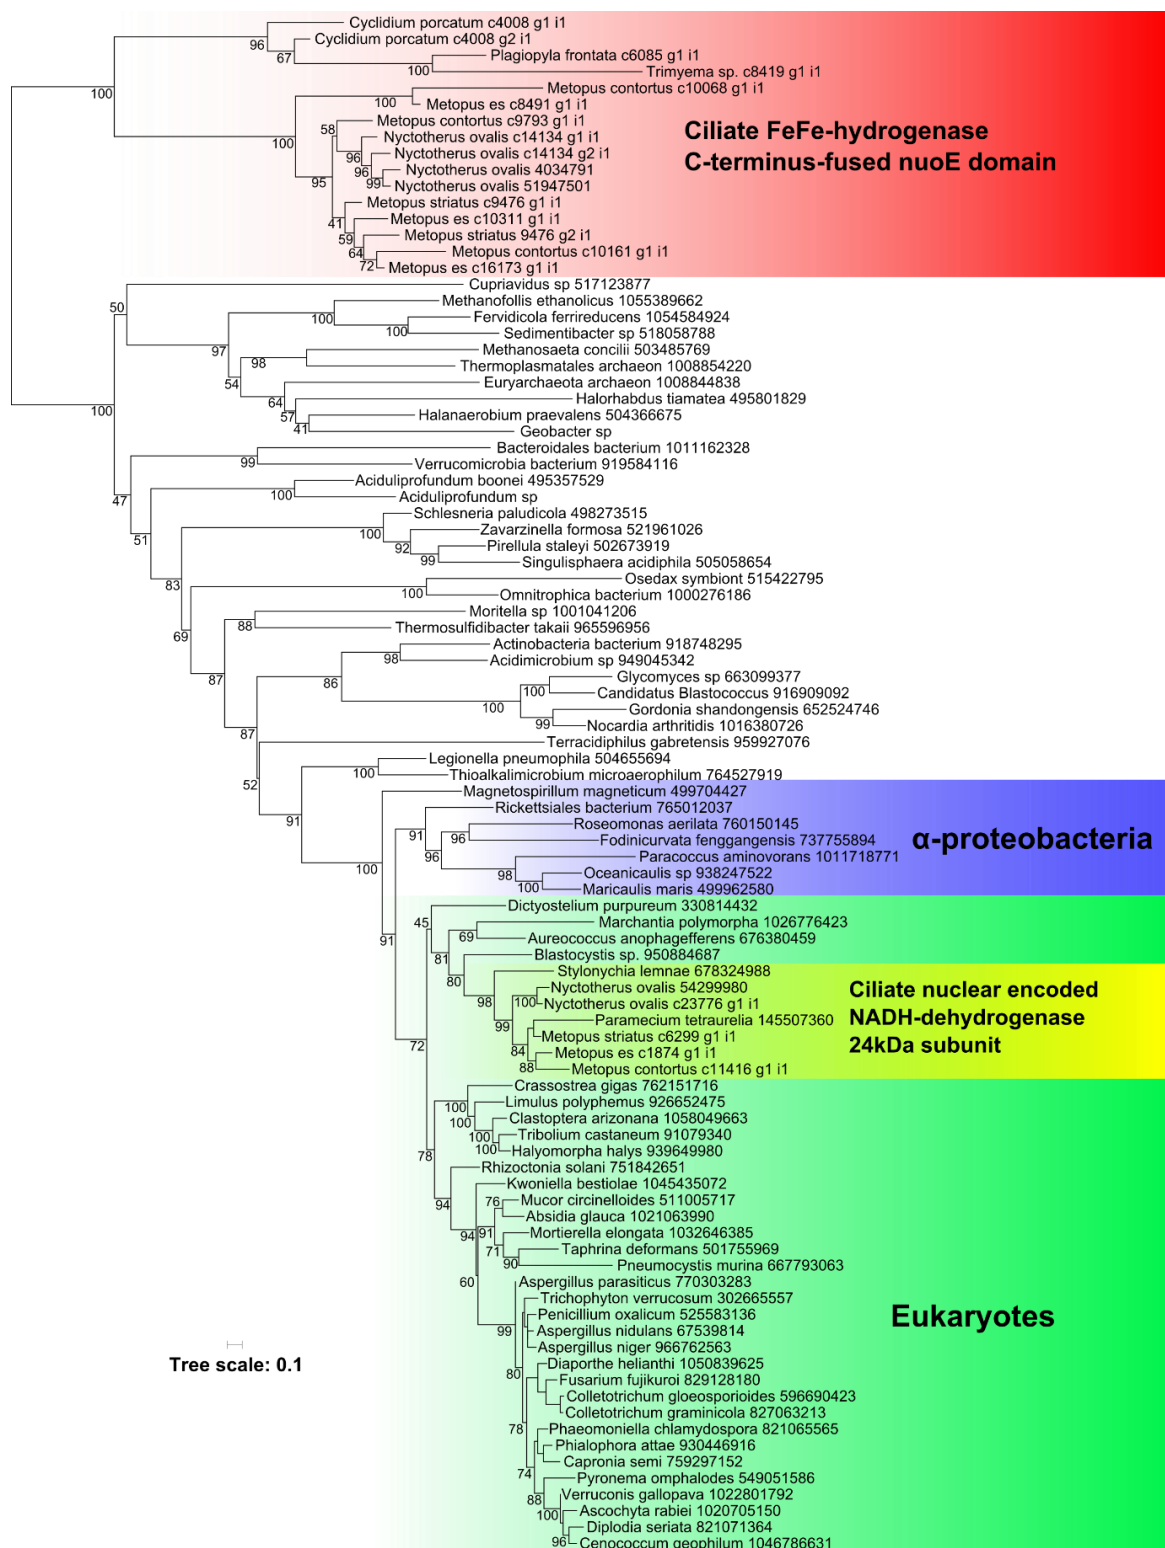 Cyclidium porcatum c4008 g1 i1
96
Cyclidium porcatum c4008 g2 i1
67
Plagiopyla frontata c6085 g1 i1
100
Trimyema sp. c8419 g1 i1
100
Metopus contortus c10068 g1 i1
100
Metopus es c8491 g1 i1
Metopus contortus c9793 g1 i1
58
Ciliate FeFe-hydrogenase
C-terminus-fused nuoE domain
100
Nyctotherus ovalis c14134 g1 i1
96
Nyctotherus ovalis c14134 g2 i1
96
Nyctotherus ovalis 4034791
95
99
Nyctotherus ovalis 51947501
Metopus striatus c9476 g1 i1
41
Metopus es c10311 g1 i1
59
Metopus striatus 9476 g2 i1
64
Metopus contortus c10161 g1 i1
72
Metopus es c16173 g1 i1
Cupriavidus sp 517123877
50
Methanofollis ethanolicus 1055389662
100
Fervidicola ferrireducens 1054584924
100
Sedimentibacter sp 518058788
97
Methanosaeta concilii 503485769
98
Thermoplasmatales archaeon 1008854220
54
Euryarchaeota archaeon 1008844838
64
Halorhabdus tiamatea 495801829
100
57
Halanaerobium praevalens 504366675
41
Geobacter sp
Bacteroidales bacterium 1011162328
99
Verrucomicrobia bacterium 919584116
Aciduliprofundum boonei 495357529
47
100
Aciduliprofundum sp
Schlesneria paludicola 498273515
100
Zavarzinella formosa 521961026
51
92
Pirellula staleyi 502673919
99
Singulisphaera acidiphila 505058654
83
Osedax symbiont 515422795
100
Omnitrophica bacterium 1000276186
Moritella sp 1001041206
88
Thermosulfidibacter takaii 965596956
69
Actinobacteria bacterium 918748295
98
Acidimicrobium sp 949045342
87
86
Glycomyces sp 663099377
100
Candidatus Blastococcus 916909092
100
Gordonia shandongensis 652524746
99
Nocardia arthritidis 1016380726
87
Terracidiphilus gabretensis 959927076
Legionella pneumophila 504655694
100
Thioalkalimicrobium microaerophilum 764527919
52
Magnetospirillum magneticum 499704427
Rickettsiales bacterium 765012037
91
91
Roseomonas aerilata 760150145
96
Fodinicurvata fenggangensis 737755894
α-proteobacteria
96
Paracoccus aminovorans 1011718771
100
98
Oceanicaulis sp 938247522
100
Maricaulis maris 499962580
Dictyostelium purpureum 330814432
45
Marchantia polymorpha 1026776423
91
69
Aureococcus anophagefferens 676380459
81
Blastocystis sp. 950884687
80
Stylonychia lemnae 678324988
Nyctotherus ovalis 54299980
98
100
Nyctotherus ovalis c23776 g1 i1
Ciliate nuclear encoded
NADH-dehydrogenase
24kDa subunit
Paramecium tetraurelia 145507360
99
Metopus striatus c6299 g1 i1
72
84
Metopus es c1874 g1 i1
88
Metopus contortus c11416 g1 i1
Crassostrea gigas 762151716
100
Limulus polyphemus 926652475
100
Clastoptera arizonana 1058049663
100
Tribolium castaneum 91079340
78
100
Halyomorpha halys 939649980
Rhizoctonia solani 751842651
Kwoniella bestiolae 1045435072
94
76
Mucor circinelloides 511005717
Absidia glauca 1021063990
94
91
Mortierella elongata 1032646385
71
Taphrina deformans 501755969
90
Pneumocystis murina 667793063
60
Aspergillus parasiticus 770303283
Trichophyton verrucosum 302665557
Penicillium oxalicum 525583136
Eukaryotes
99
Aspergillus nidulans 67539814
Aspergillus niger 966762563
Tree scale: 0.1
Diaporthe helianthi 1050839625
80
Fusarium fujikuroi 829128180
Colletotrichum gloeosporioides 596690423
Colletotrichum graminicola 827063213
78
Phaeomoniella chlamydospora 821065565
Phialophora attae 930446916
Capronia semi 759297152
74
Pyronema omphalodes 549051586
Verruconis gallopava 1022801792
88
Ascochyta rabiei 1020705150
100
Diplodia seriata 821071364
96
Cenococcum geophilum 1046786631